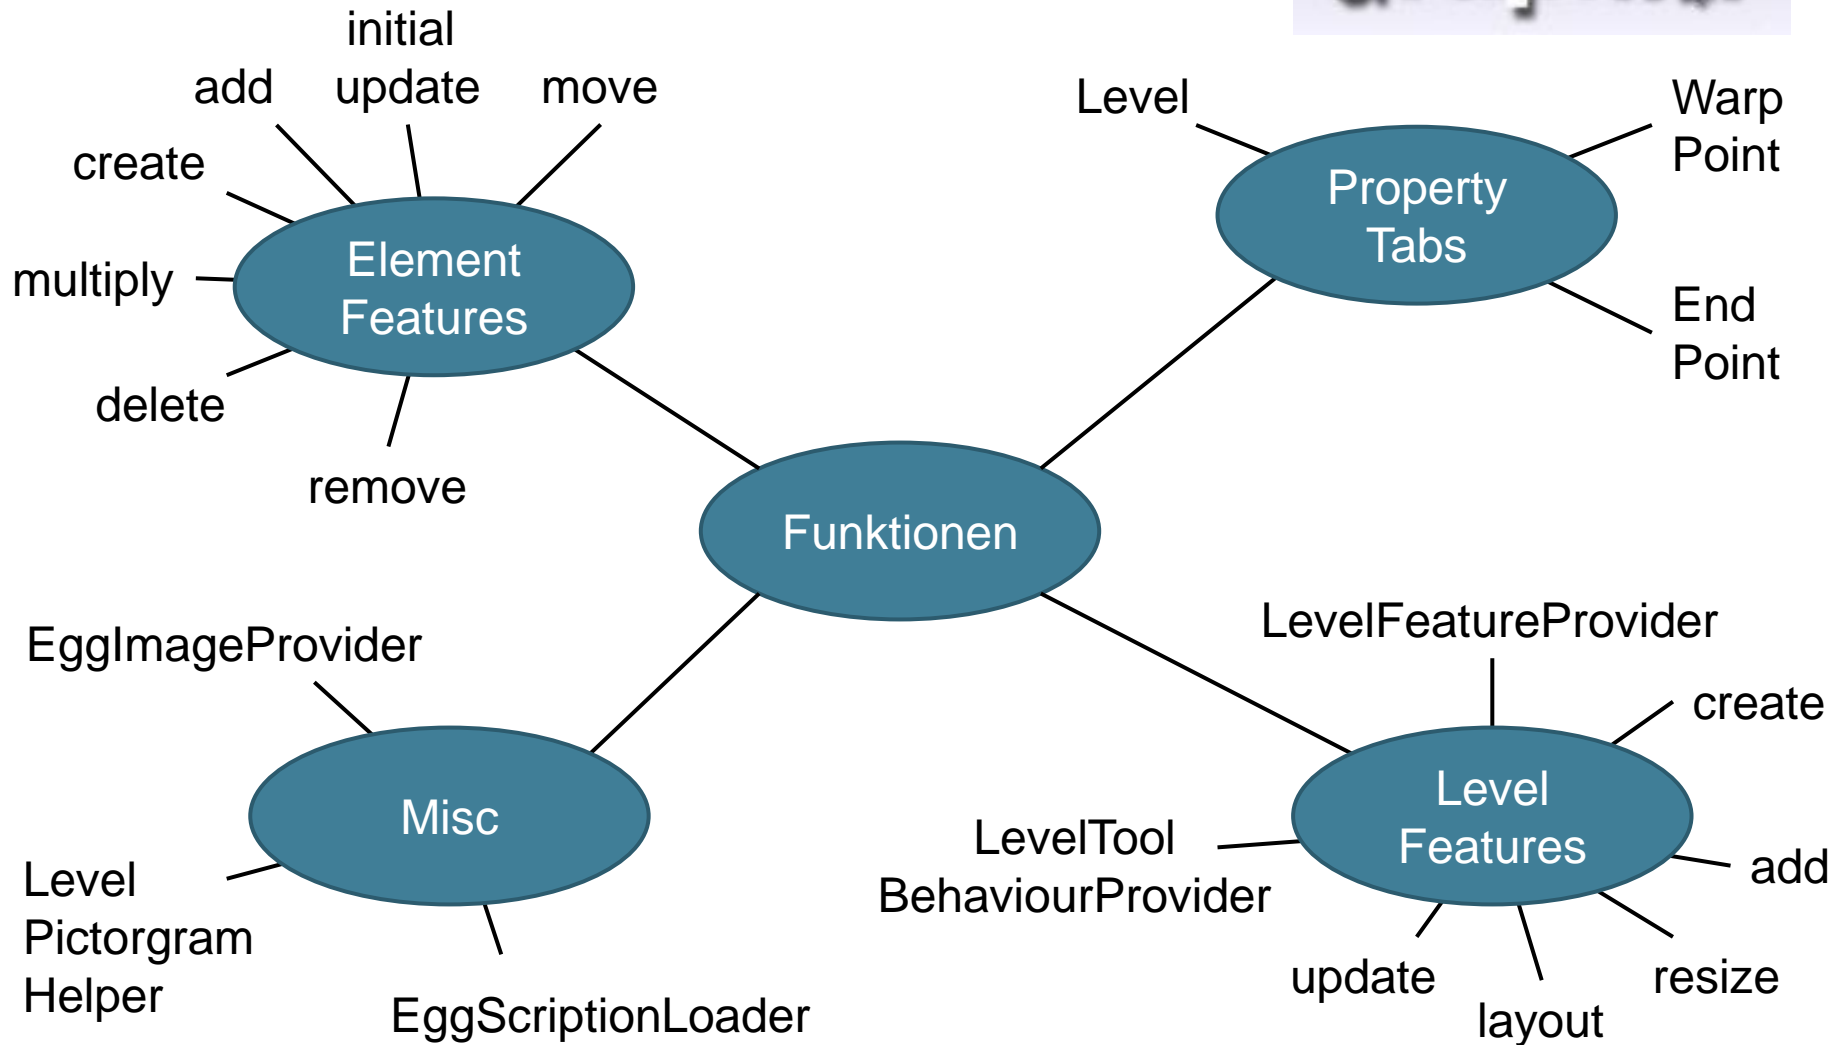 initial
add
update
move
create
multiply
Element
Features
delete
remove
Level
Warp
Point
Property
Tabs
End
Point
Funktionen
EggImageProvider
Misc
Level
Pictorgram
Helper
EggScriptionLoader
LevelFeatureProvider
create
Level
Features
LevelTool
BehaviourProvider
add
update
layout
resize